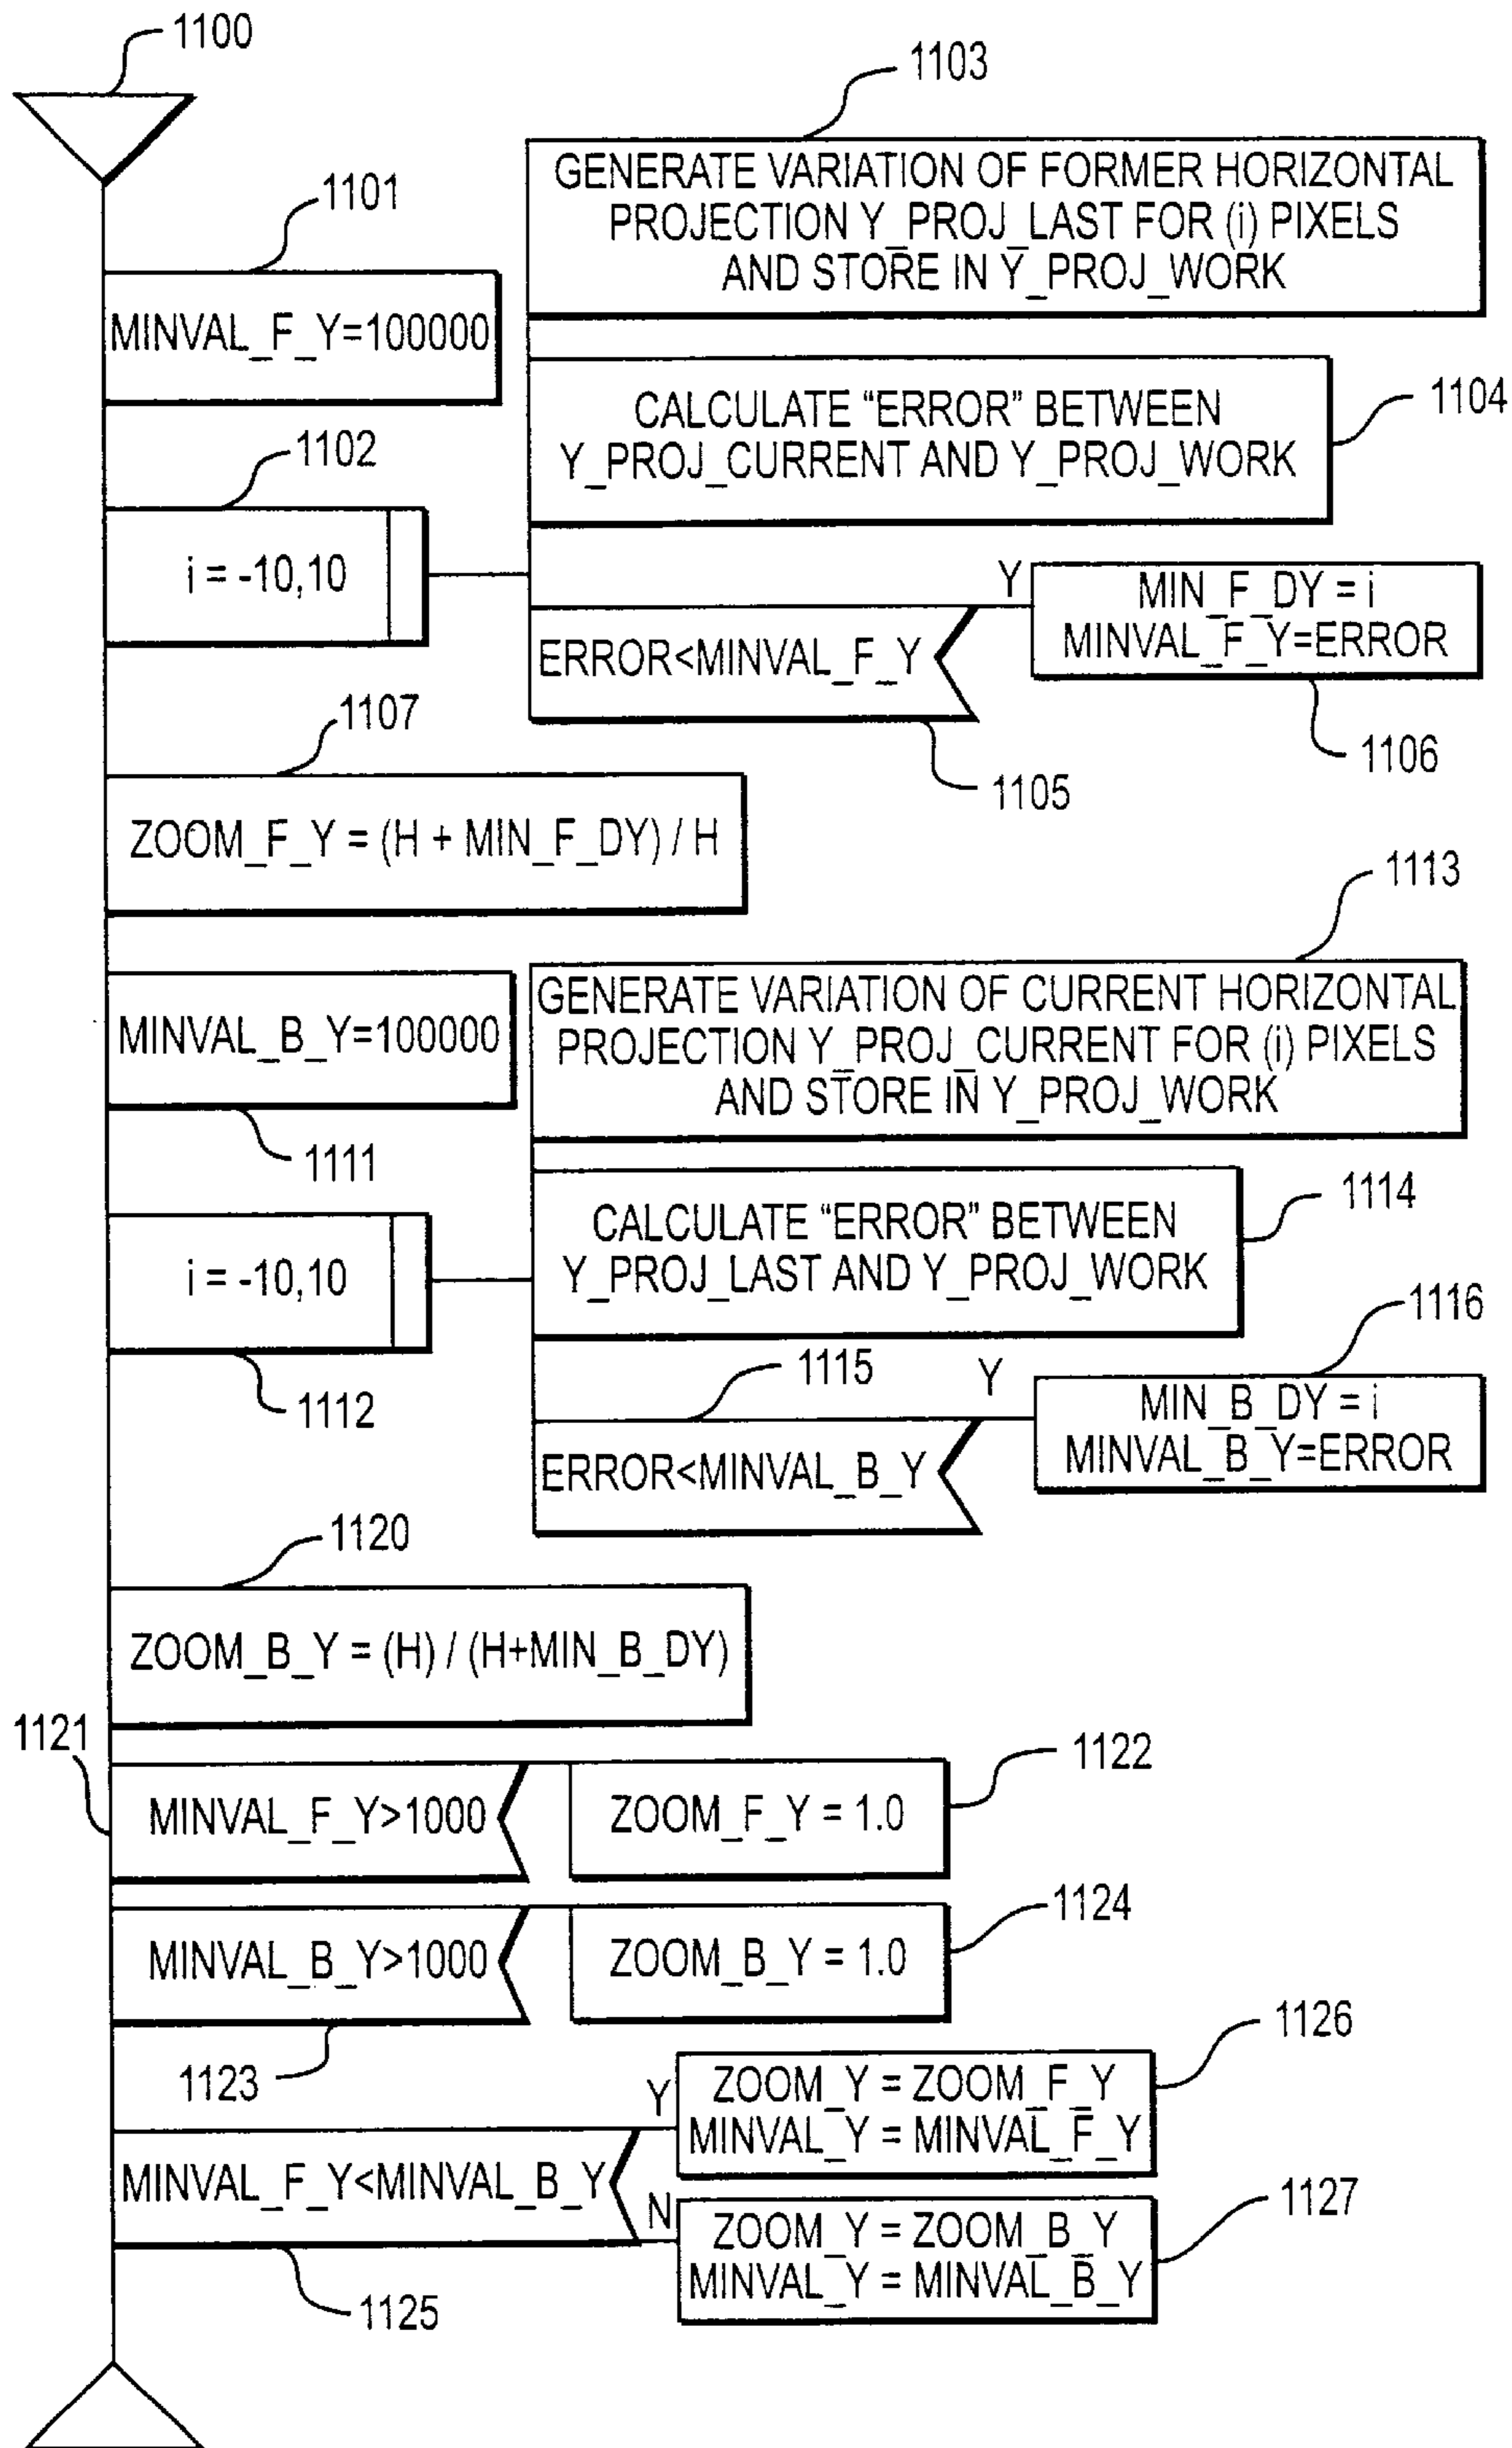 1100
1103
GENERATE VARIATION OF FORMER HORIZONTAL
PROJECTION Y_PROJ_LAST FOR (i) PIXELS
AND STORE IN Y_PROJ_WORK
1101
MINVAL_F_Y=100000
1104
CALCULATE “ERROR” BETWEEN
Y_PROJ_CURRENT AND Y_PROJ_WORK
1102
i = -10,10
Y
MIN_F_DY = i
MINVAL_F_Y=ERROR
ERROR<MINVAL_F_Y
1106
1105
1107
ZOOM_F_Y = (H + MIN_F_DY) / H
1113
GENERATE VARIATION OF CURRENT HORIZONTAL
PROJECTION Y_PROJ_CURRENT FOR (i) PIXELS
AND STORE IN Y_PROJ_WORK
MINVAL_B_Y=100000
1111
1114
CALCULATE “ERROR” BETWEEN
Y_PROJ_LAST AND Y_PROJ_WORK
i = -10,10
1112
1116
1115
Y
MIN_B_DY = i
MINVAL_B_Y=ERROR
ERROR<MINVAL_B_Y
1120
ZOOM_B_Y = (H) / (H+MIN_B_DY)
1121
1122
MINVAL_F_Y>1000
ZOOM_F_Y = 1.0
1124
MINVAL_B_Y>1000
ZOOM_B_Y = 1.0
1123
1126
Y
ZOOM_Y = ZOOM_F_Y
MINVAL_Y = MINVAL_F_Y
MINVAL_F_Y<MINVAL_B_Y
1127
N
ZOOM_Y = ZOOM_B_Y
MINVAL_Y = MINVAL_B_Y
1125